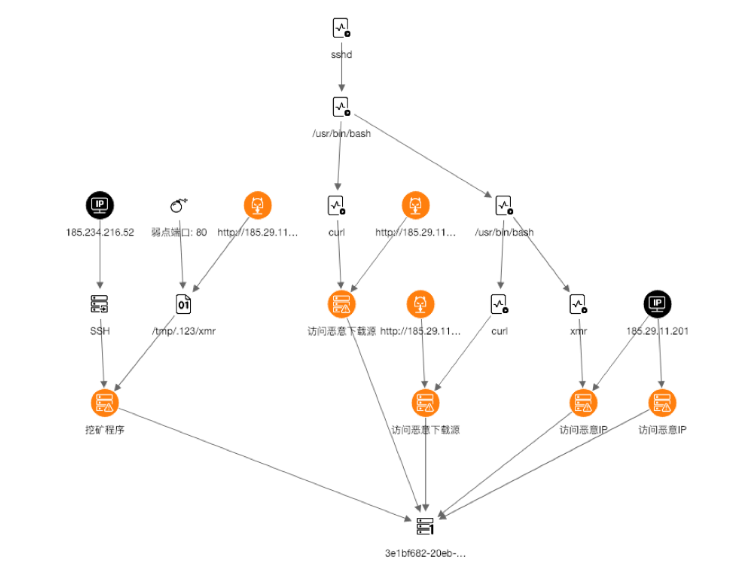 sshd
/usr/bin/bash
185.234.216.52
弱点端口: 80
http://185.29.11...
curl
http://185.29.11...
/usr/bin/bash
SSH
/tmp/.123/xmr
访问恶意下载源
http://185.29.11...
curl
xmr
185.29.11.201
挖矿程序
访问恶意下载源
访问恶意IP
访问恶意IP
3e1bf682-20eb-...